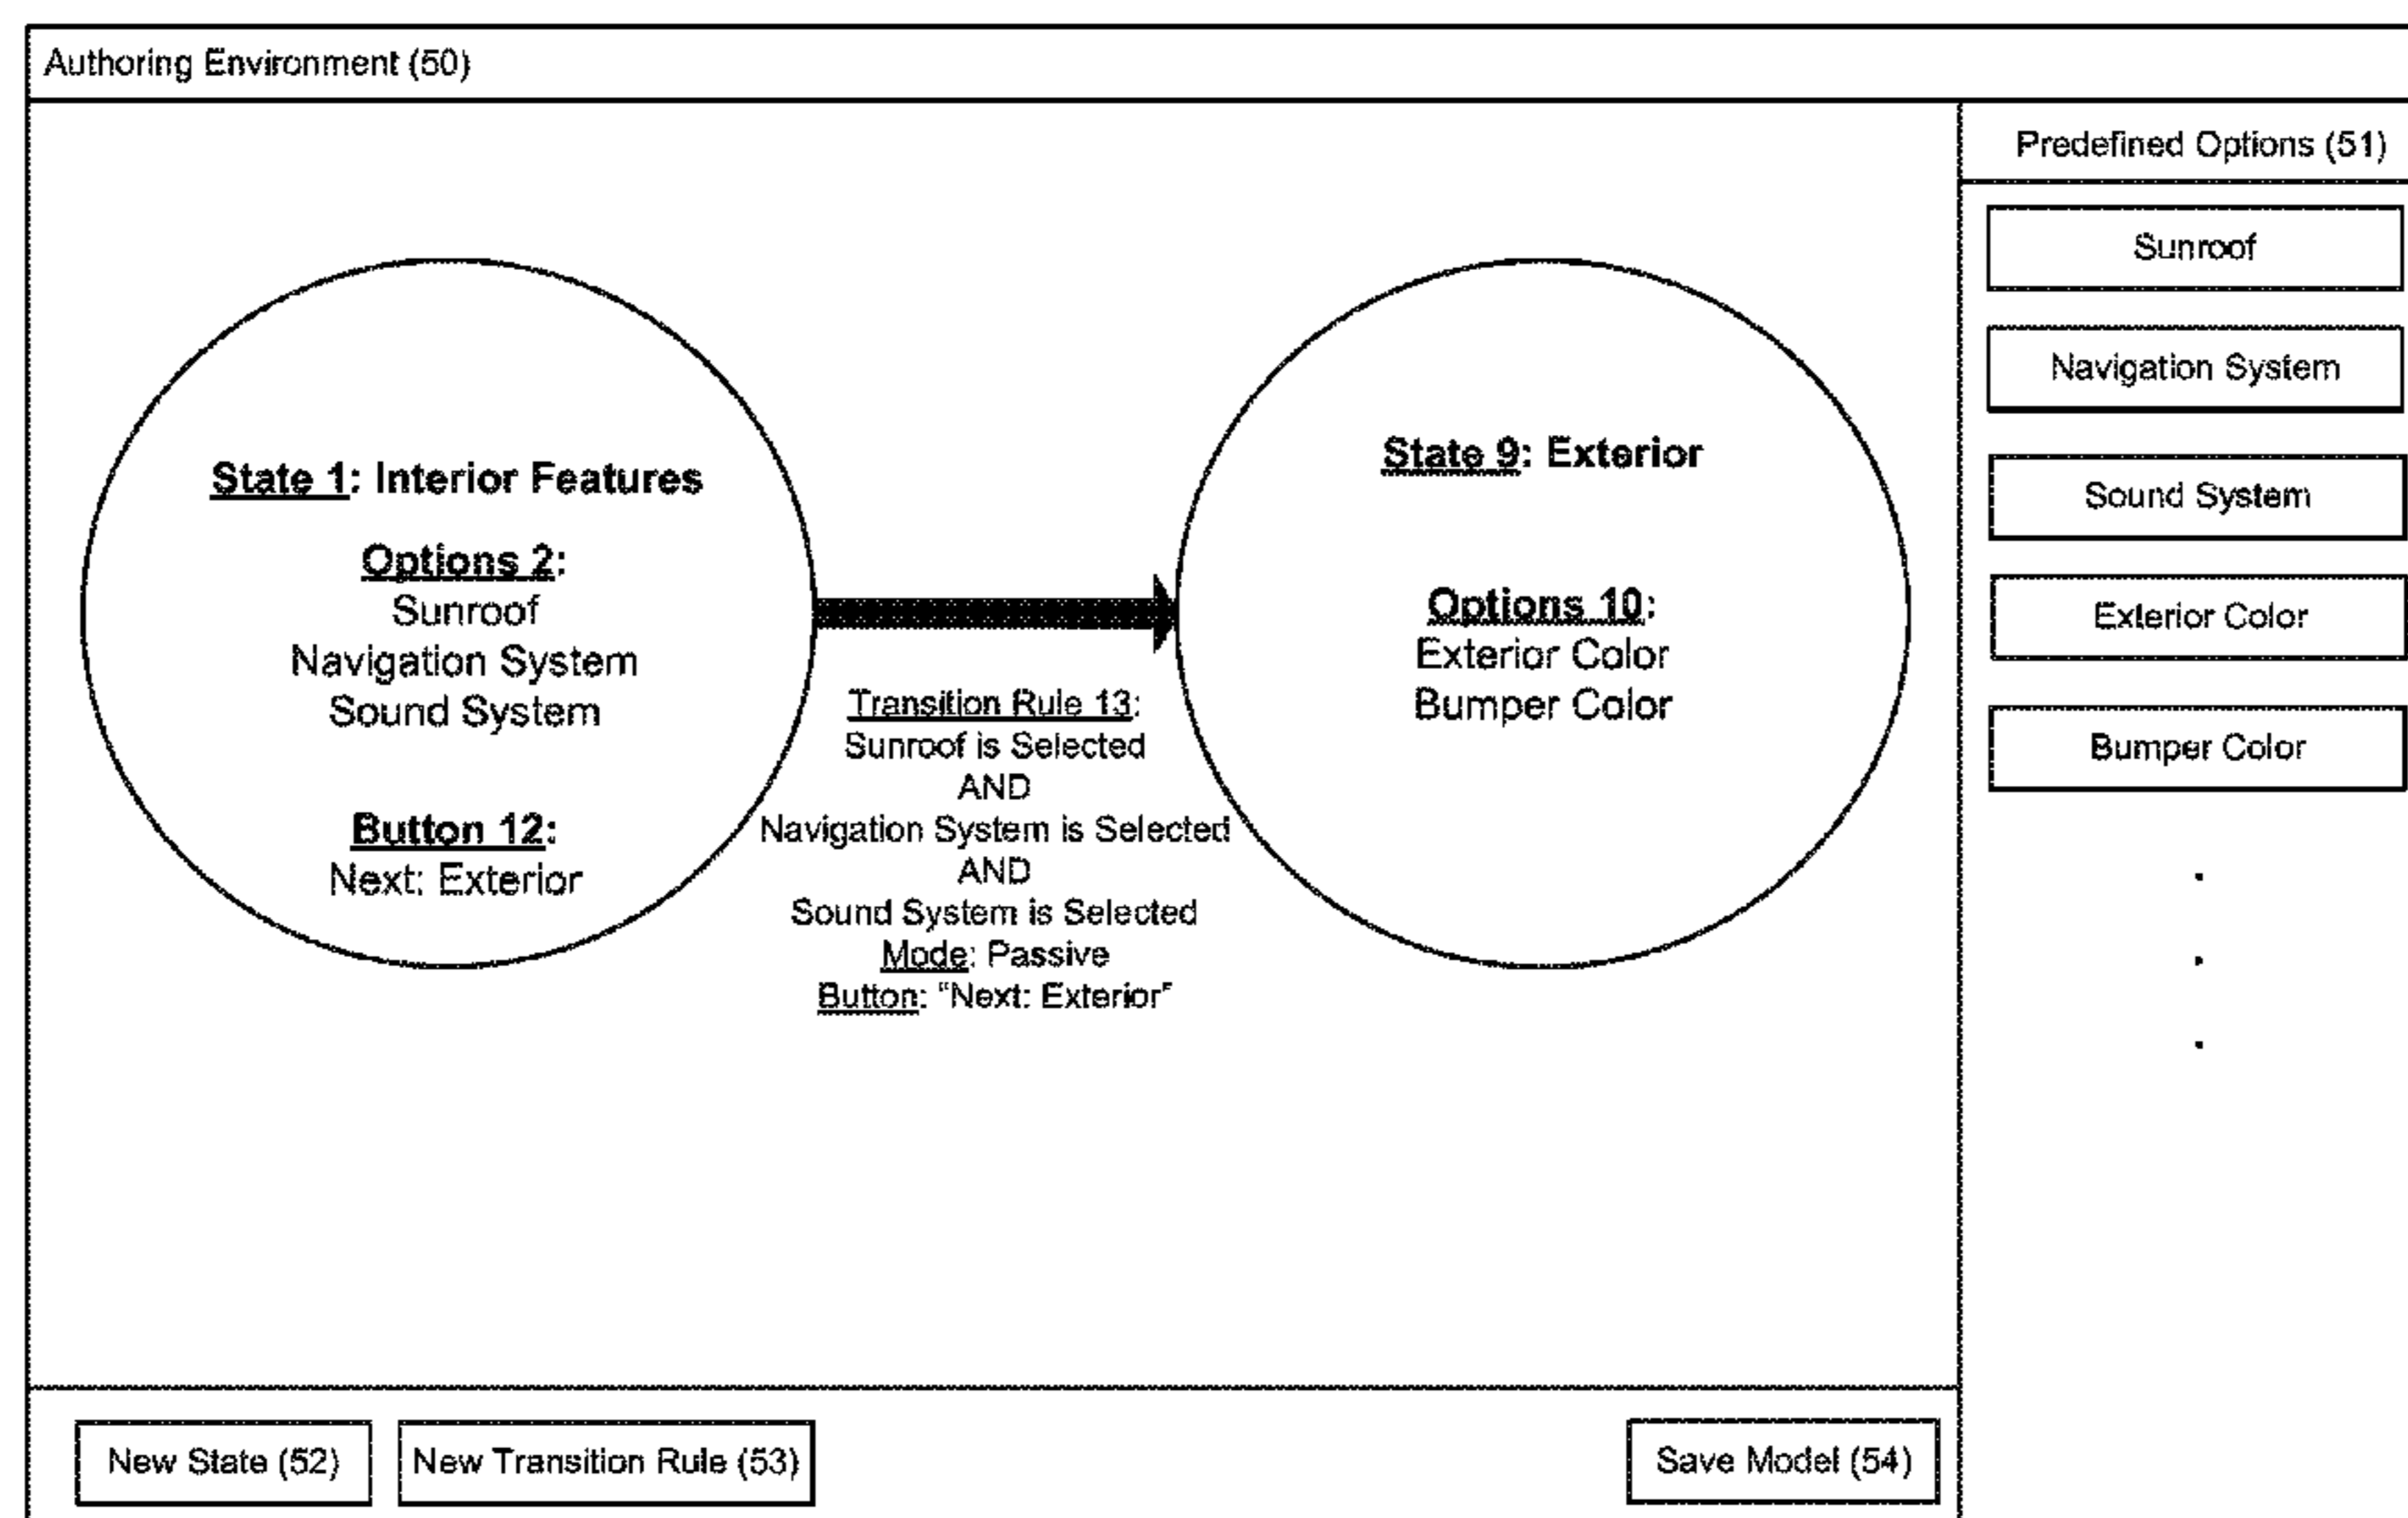 Authoring Environment (50)
State 1: Interior Features
Options 2:
Sunroof
Navigation System
Sound System
Button 12:
Next: Exterior
Transition Rule 13:
Sunroof is Selected
AND
Navigation System is Selected
AND
Sound System is Selected
Mode: Passive
Button: "Next: Exterior"
State 9: Exterior
Options 10:
Exterior Color
Bumper Color
Predefined Options (51)
Sunroof
Navigation System
Sound System
Exterior Color
Bumper Color
.
.
.
New State (52)
New Transition Rule (53)
Save Model (54)